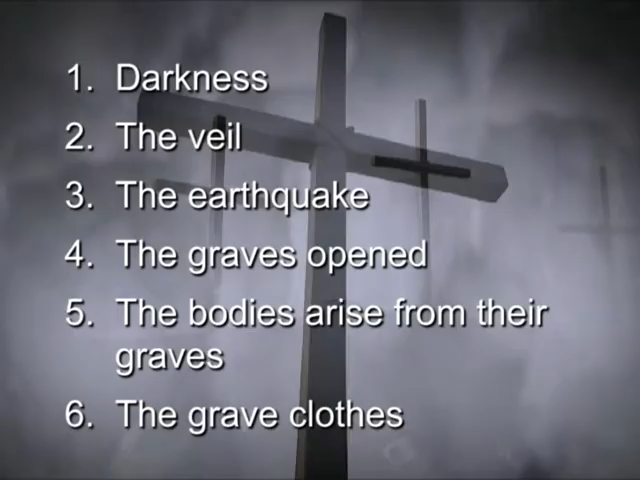 1. Darkness
2. The veil
3. The earthquake
4. The graves opened
5. The bodies arise from their
graves
6. The grave clothes